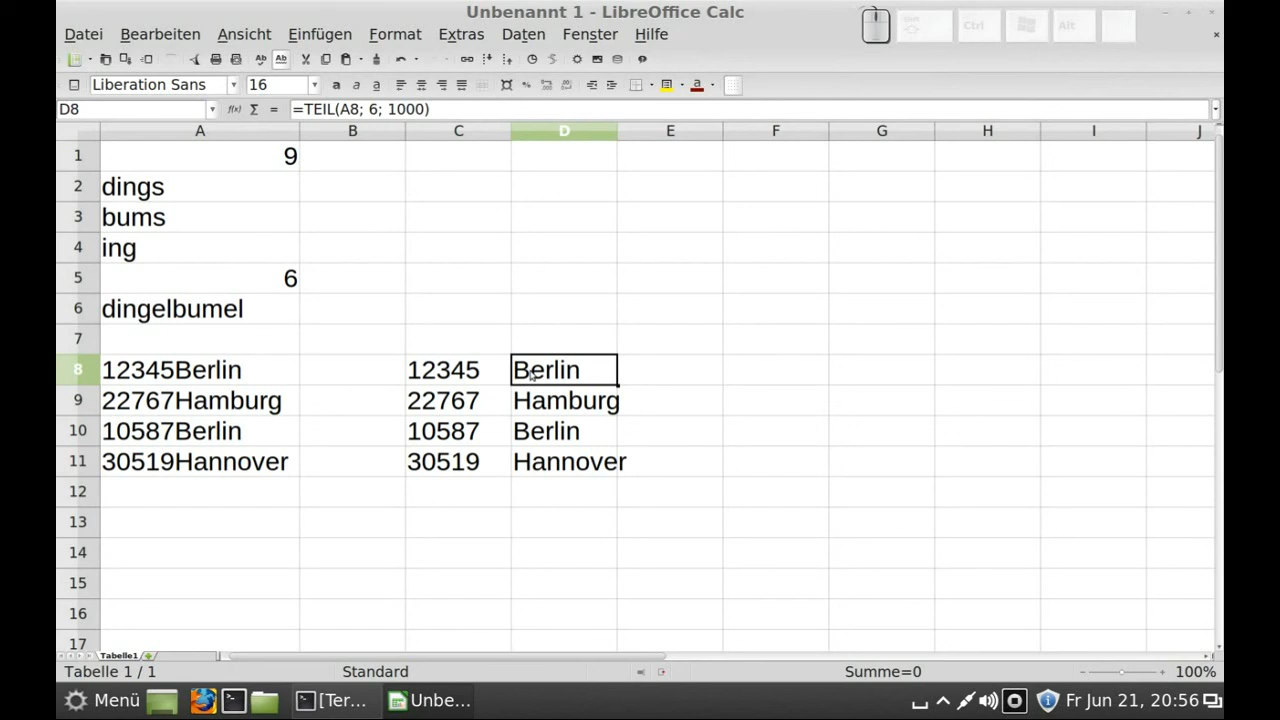 Unbenannt 1 - LibreOffice Calc
Ctrl
Alt
Datei Bearbeiten Ansicht Einfügen Format Extras Daten Fenster Hilfe
Liberation Sans 16
D8 =TEIL(A8; 6; 1000)
A B C D E F G H I J
1 9
2 dings
3 bums
4 ing
5 6
6 dingelbumel
7
8 12345Berlin 12345 Berlin
9 22767Hamburg 22767 Hamburg
10 10587Berlin 10587 Berlin
11 30519Hannover 30519 Hannover
12
13
14
15
16
17
Tabelle1
Tabelle 1 / 1 Standard Summe=0 100%
Menü [Ter... Unbe... Fr Jun 21, 20:56